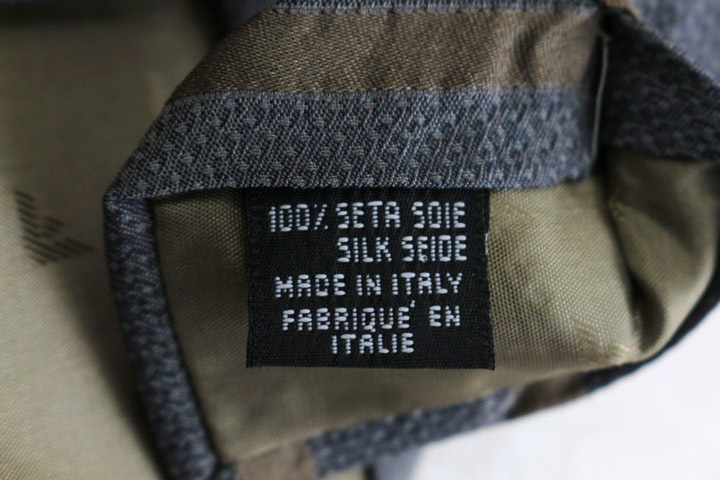 100% SETA SOIE
SILK SEIDE
MADE IN ITALY
FABRIQUE' EN
ITALIE